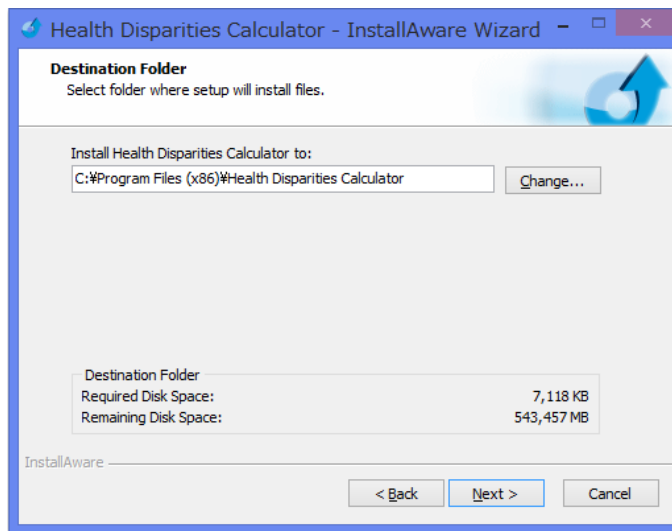 Health Disparities Calculator - InstallAware Wizard
Destination Folder
Select folder where setup will install files.
Install Health Disparities Calculator to:
C:¥Program Files (x86)¥Health Disparities Calculator
Change...
Destination Folder
Required Disk Space: 7,118 KB
Remaining Disk Space: 543,457 MB
InstallAware
< Back Next > Cancel